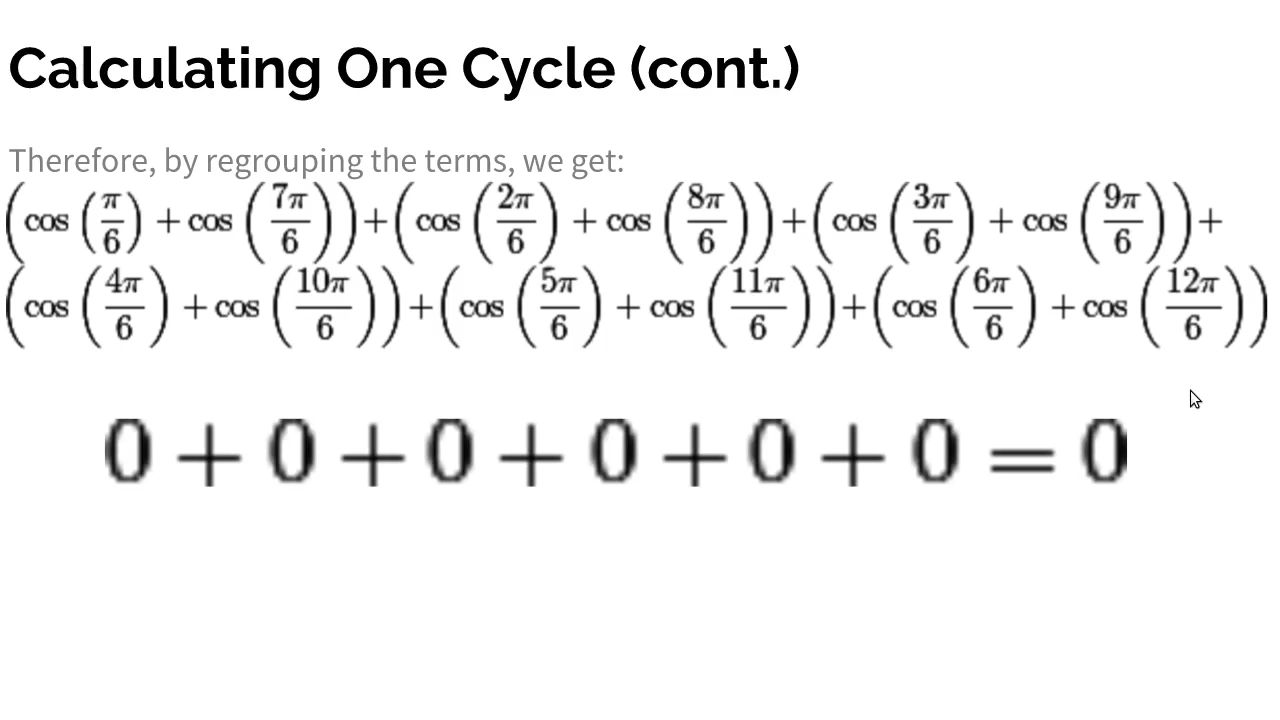 Calculating One Cycle (cont.)
Therefore, by regrouping the terms, we get:
(cos(π/6) + cos(7π/6)) + (cos(2π/6) + cos(8π/6)) + (cos(3π/6) + cos(9π/6)) +
(cos(4π/6) + cos(10π/6)) + (cos(5π/6) + cos(11π/6)) + (cos(6π/6) + cos(12π/6))
0 + 0 + 0 + 0 + 0 + 0 = 0